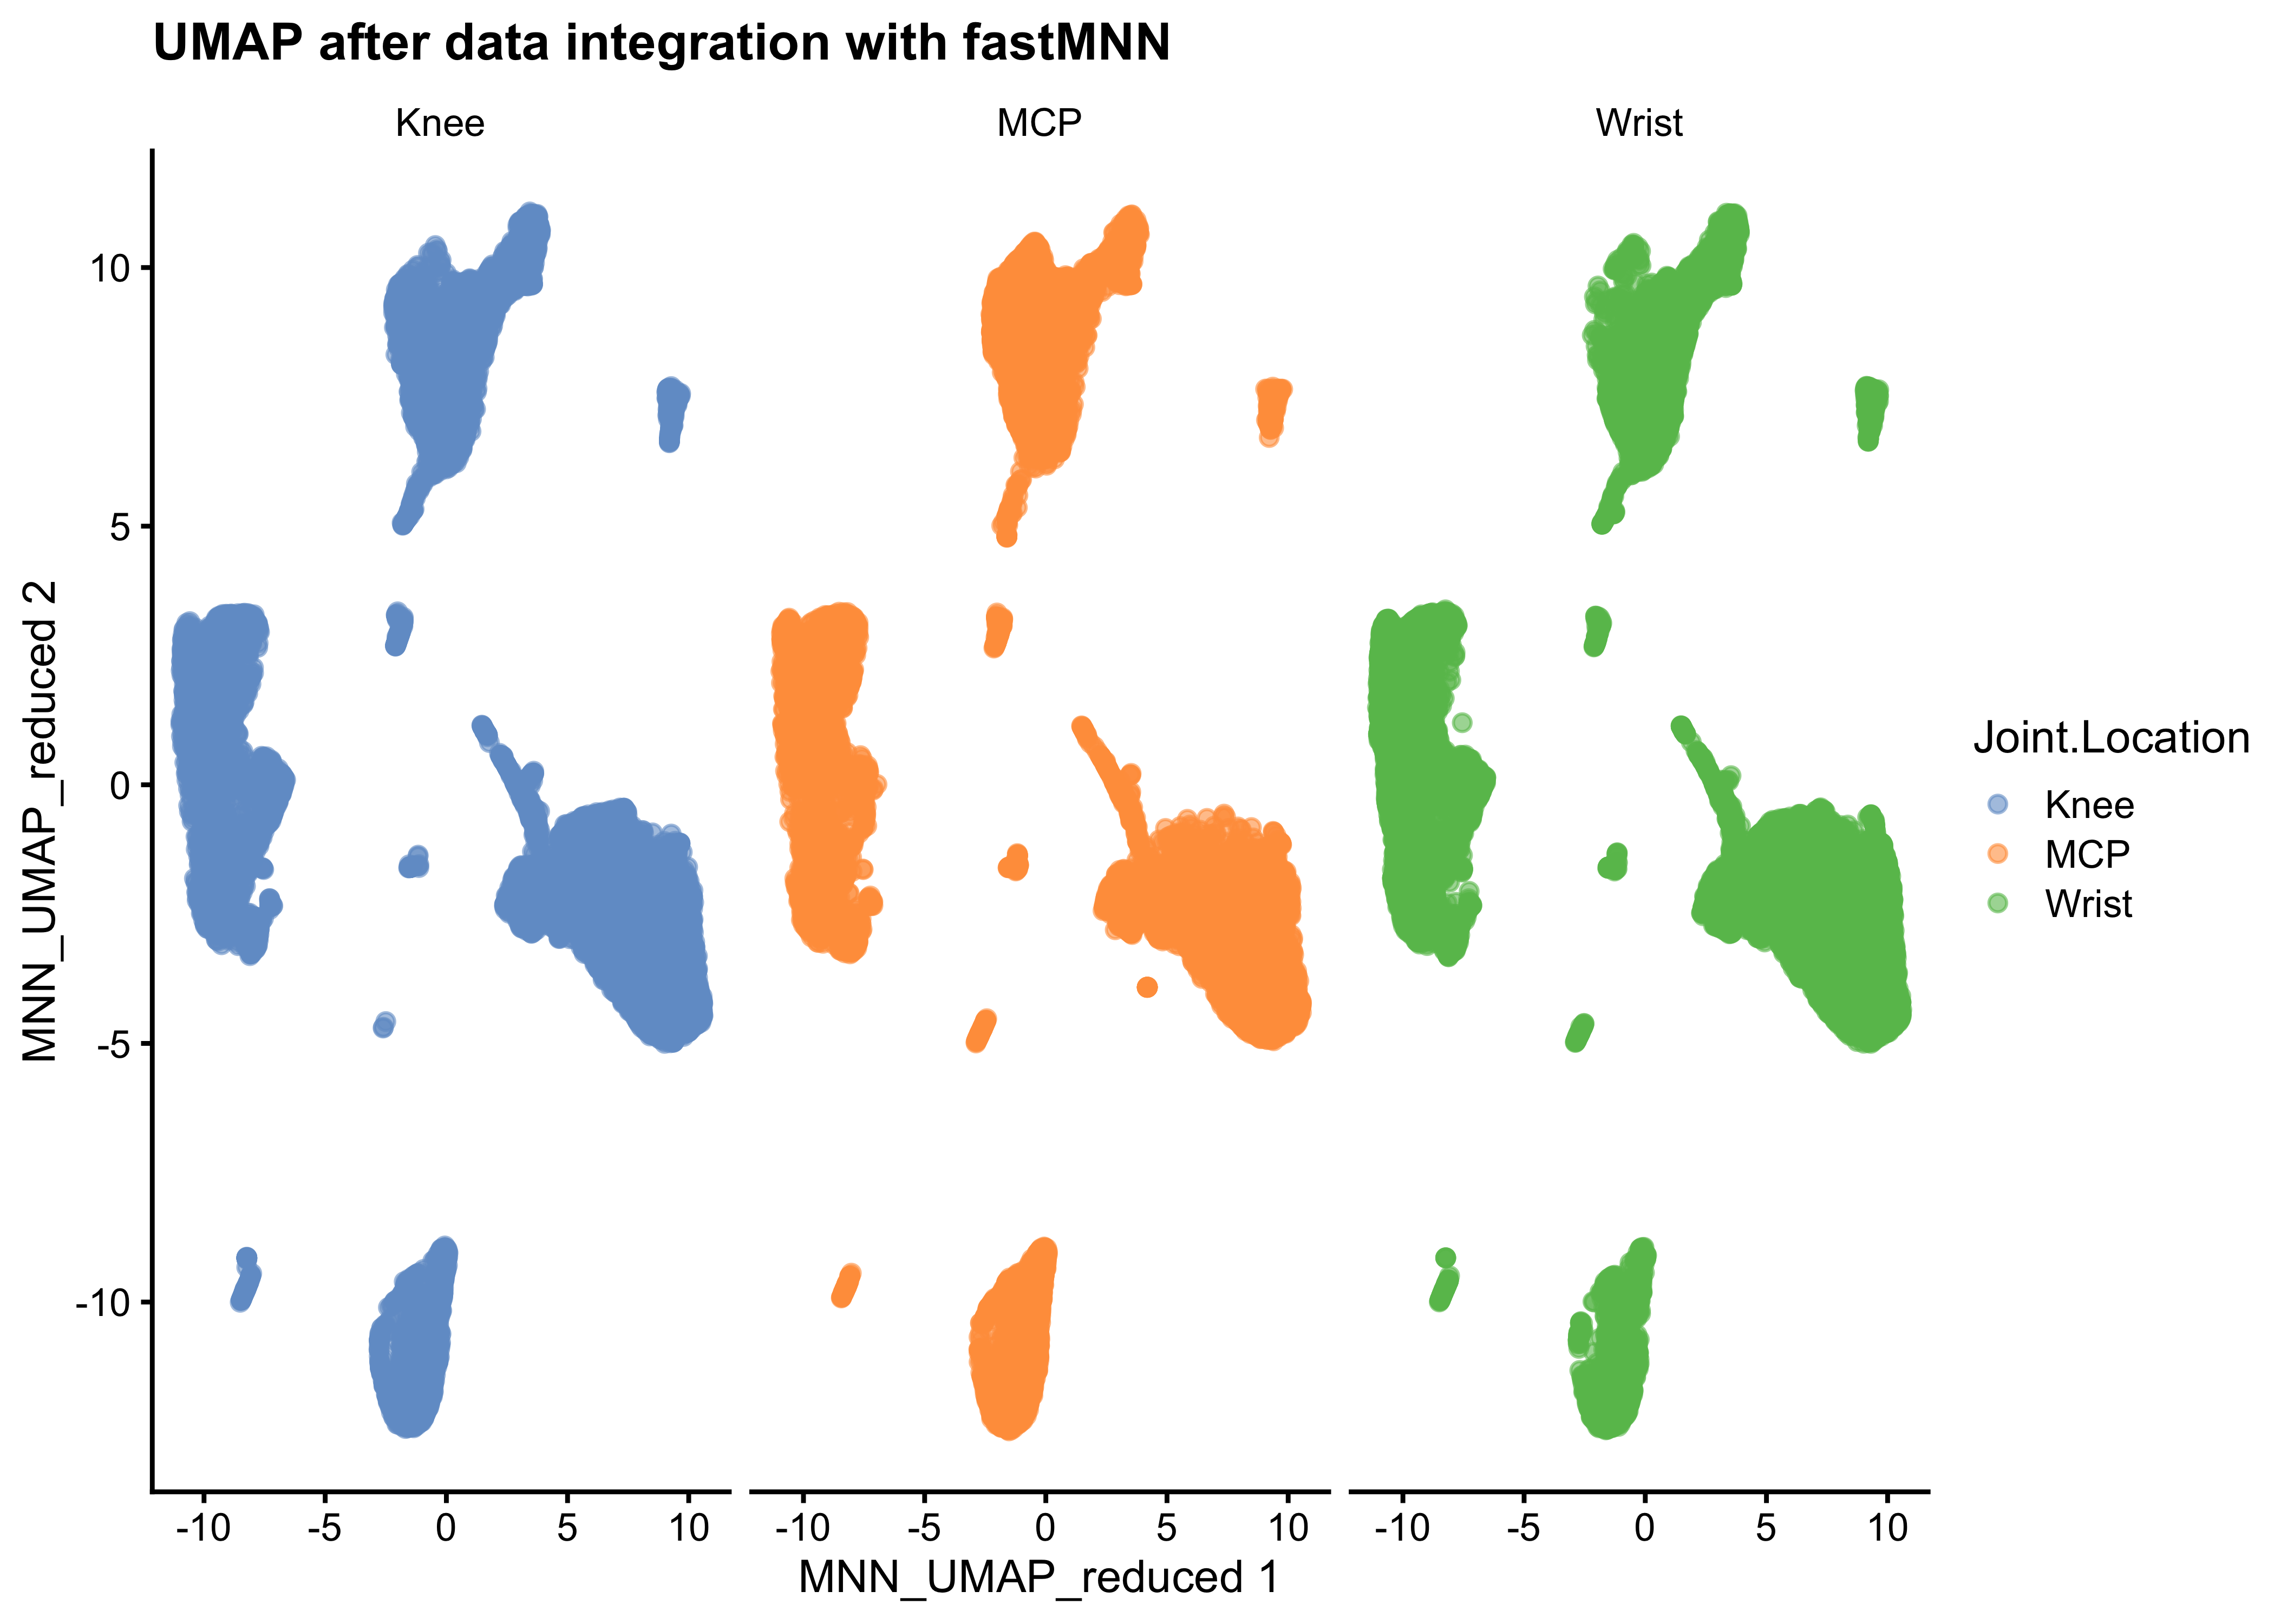 UMAP after data integration with fastMNN
Knee
MCP
Wrist
MNN_UMAP_reduced 2
10
5
0
-5
-10
-10 -5 0 5 10
-10 -5 0 5 10
-10 -5 0 5 10
MNN_UMAP_reduced 1
Joint.Location
Knee
MCP
Wrist